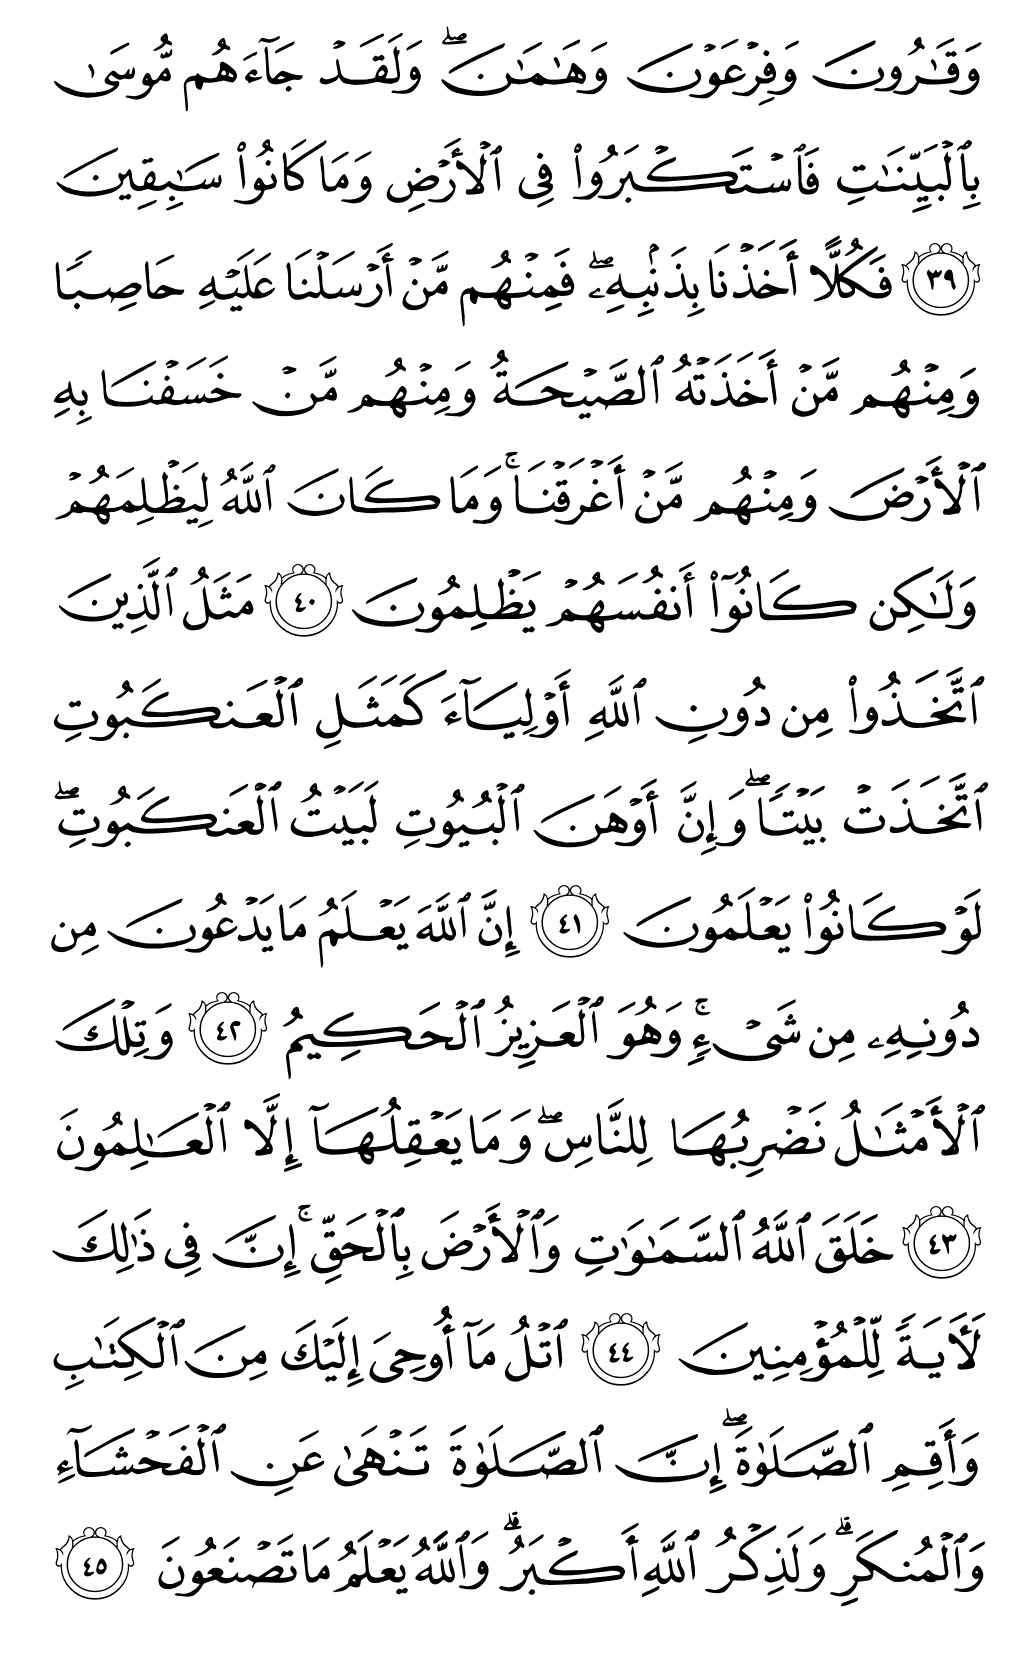 وَقَٰرُونَ وَفِرْعَوْنَ وَهَٰمَٰنَ ۖ وَلَقَدْ جَآءَهُم مُّوسَىٰ
بِٱلْبَيِّنَٰتِ فَٱسْتَكْبَرُوا۟ فِى ٱلْأَرْضِ وَمَا كَانُوا۟ سَٰبِقِينَ
٣٩ فَكُلًّا أَخَذْنَا بِذَنۢبِهِۦ ۖ فَمِنْهُم مَّنْ أَرْسَلْنَا عَلَيْهِ حَاصِبًا
وَمِنْهُم مَّنْ أَخَذَتْهُ ٱلصَّيْحَةُ وَمِنْهُم مَّنْ خَسَفْنَا بِهِ
ٱلْأَرْضَ وَمِنْهُم مَّنْ أَغْرَقْنَا ۚ وَمَا كَانَ ٱللَّهُ لِيَظْلِمَهُمْ
وَلَٰكِن كَانُوٓا۟ أَنفُسَهُمْ يَظْلِمُونَ ٤٠ مَثَلُ ٱلَّذِينَ
ٱتَّخَذُوا۟ مِن دُونِ ٱللَّهِ أَوْلِيَآءَ كَمَثَلِ ٱلْعَنكَبُوتِ
ٱتَّخَذَتْ بَيْتًا ۖ وَإِنَّ أَوْهَنَ ٱلْبُيُوتِ لَبَيْتُ ٱلْعَنكَبُوتِ ۖ
لَوْ كَانُوا۟ يَعْلَمُونَ ٤١ إِنَّ ٱللَّهَ يَعْلَمُ مَا يَدْعُونَ مِن
دُونِهِۦ مِن شَىْءٍ ۚ وَهُوَ ٱلْعَزِيزُ ٱلْحَكِيمُ ٤٢ وَتِلْكَ
ٱلْأَمْثَٰلُ نَضْرِبُهَا لِلنَّاسِ ۖ وَمَا يَعْقِلُهَآ إِلَّا ٱلْعَٰلِمُونَ
٤٣ خَلَقَ ٱللَّهُ ٱلسَّمَٰوَٰتِ وَٱلْأَرْضَ بِٱلْحَقِّ ۚ إِنَّ فِى ذَٰلِكَ
لَءَايَةً لِّلْمُؤْمِنِينَ ٤٤ ٱتْلُ مَآ أُوحِىَ إِلَيْكَ مِنَ ٱلْكِتَٰبِ
وَأَقِمِ ٱلصَّلَوٰةَ ۖ إِنَّ ٱلصَّلَوٰةَ تَنْهَىٰ عَنِ ٱلْفَحْشَآءِ
وَٱلْمُنكَرِ ۗ وَلَذِكْرُ ٱللَّهِ أَكْبَرُ ۗ وَٱللَّهُ يَعْلَمُ مَا تَصْنَعُونَ ٤٥